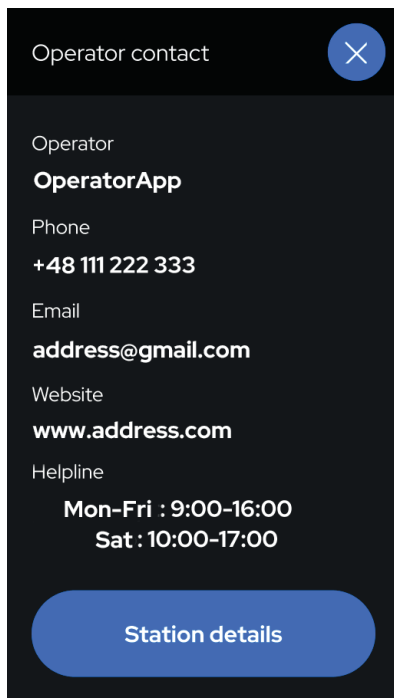 Operator contact
Operator
OperatorApp
Phone
+48 111 222 333
Email
address@gmail.com
Website
www.address.com
Helpline
Mon-Fri : 9:00-16:00
Sat : 10:00-17:00
Station details